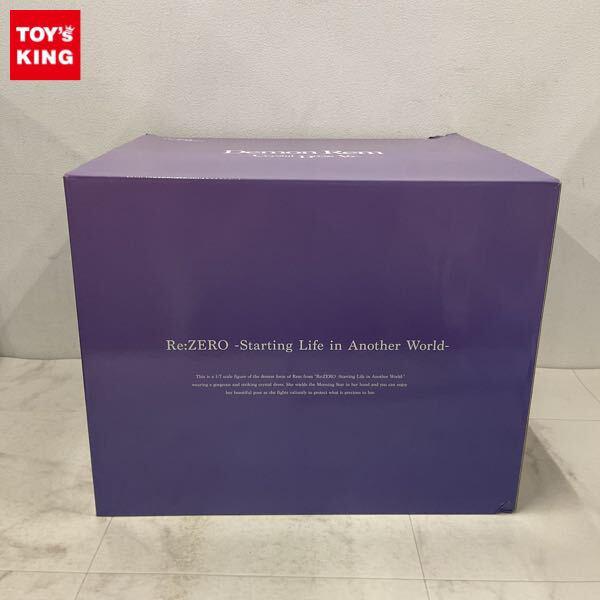 TOY's
KING
Demon Rem
Crystal Dress Ver.
Re:ZERO -Starting Life in Another World-
This is a 1/7 scale figure of the demon form of Rem from "Re:ZERO -Starting Life in Another World-"
wearing a gorgeous and striking crystal dress. She wields the Morning Star in her hand and you can enjoy
her beautiful pose as she fights valiantly to protect what is precious to her.